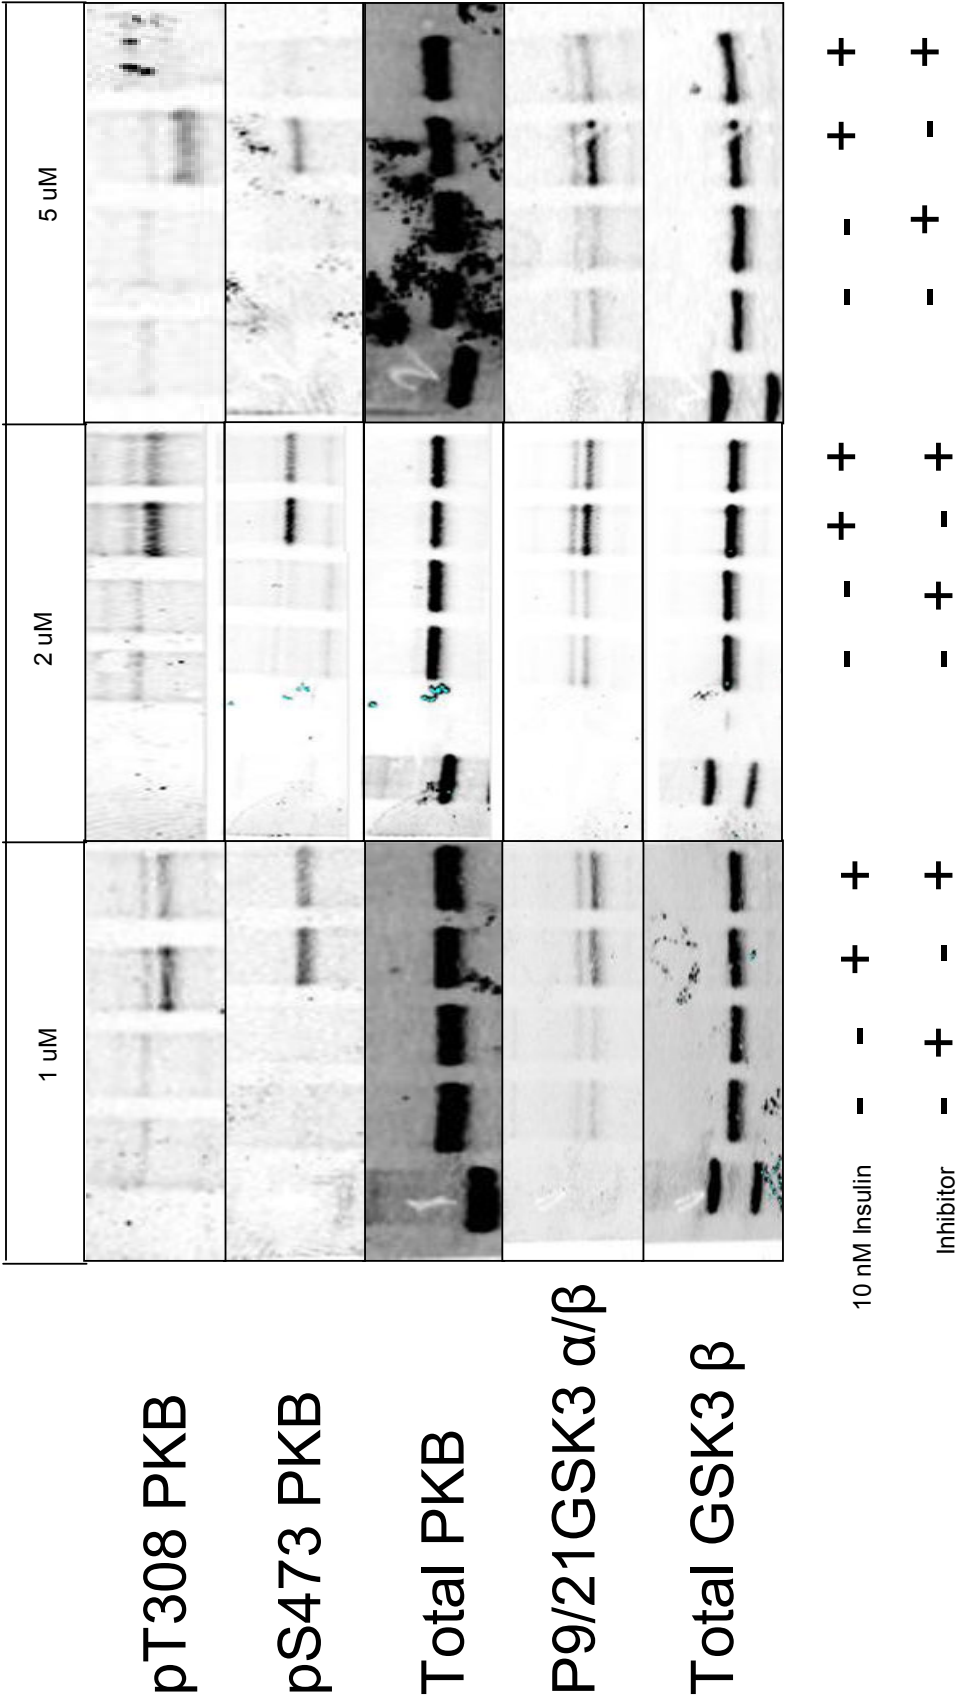 1 uM 2 uM 5 uM
pT308 PKB
pS473 PKB
Total PKB
P9/21GSK3 α/β
Total GSK3 β
10 nM Insulin - - + + - - + + - - + +
Inhibitor - + - + - + - + - + - +